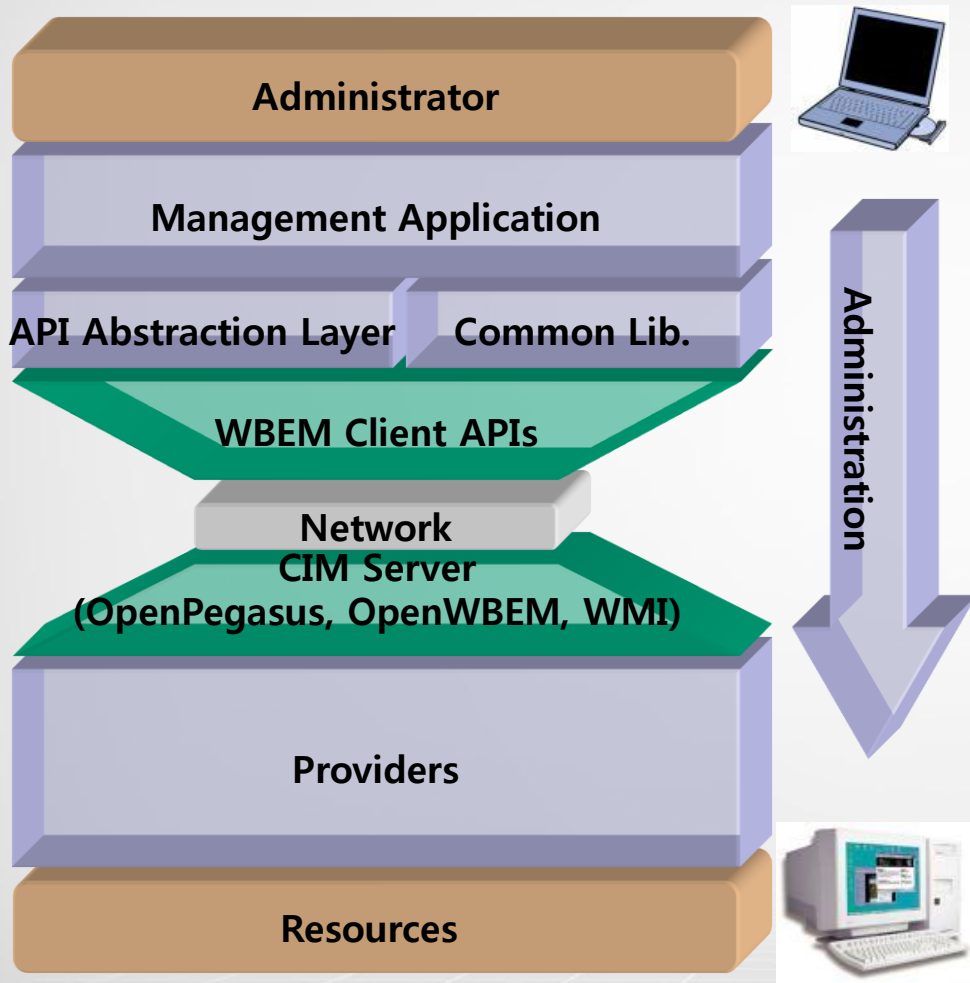 Administrator
Management Application
API Abstraction Layer
Common Lib.
WBEM Client APIs
Network
CIM Server
(OpenPegasus, OpenWBEM, WMI)
Providers
Resources
Administration